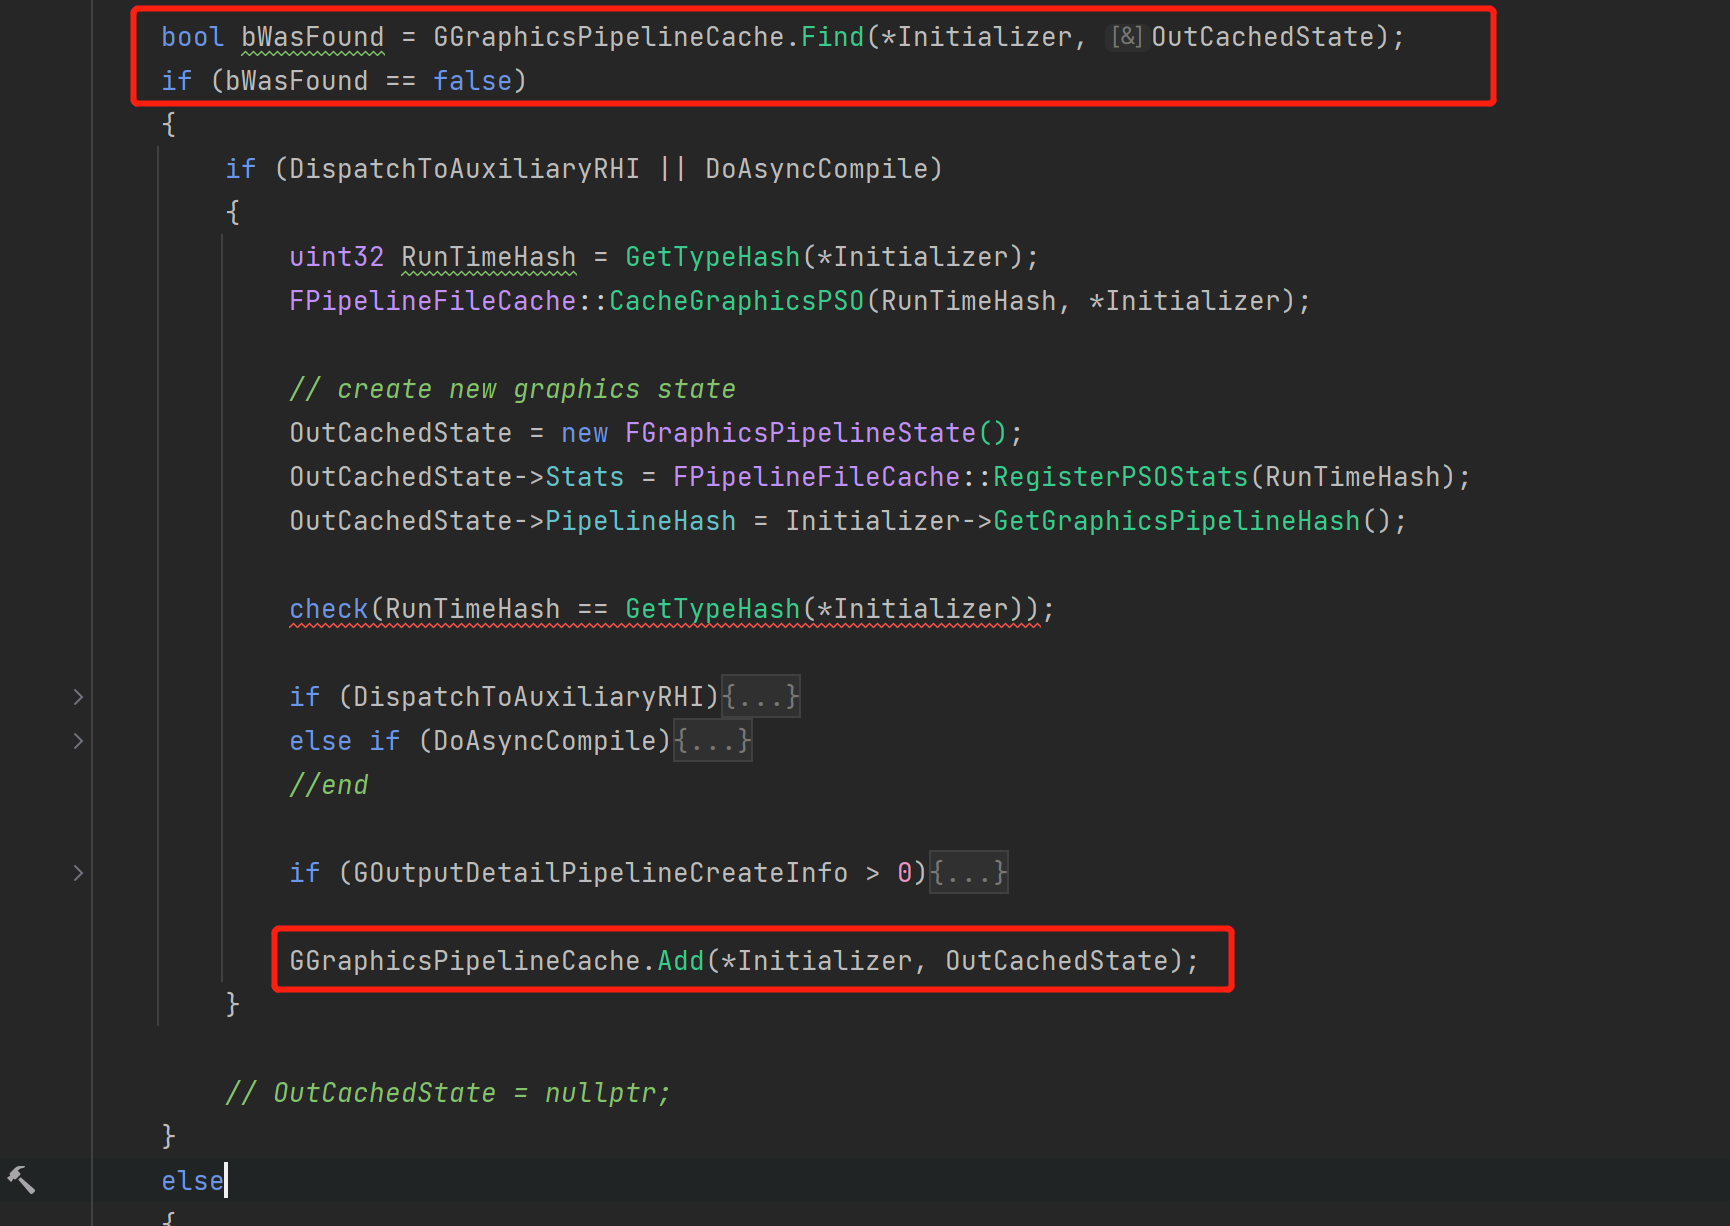 bool bWasFound = GGraphicsPipelineCache.Find(*Initializer, [&]OutCachedState);
if (bWasFound == false)
{
if (DispatchToAuxiliaryRHI || DoAsyncCompile)
{
uint32 RunTimeHash = GetTypeHash(*Initializer);
FPipelineFileCache::CacheGraphicsPSO(RunTimeHash, *Initializer);
// create new graphics state
OutCachedState = new FGraphicsPipelineState();
OutCachedState->Stats = FPipelineFileCache::RegisterPSOStats(RunTimeHash);
OutCachedState->PipelineHash = Initializer->GetGraphicsPipelineHash();
check(RunTimeHash == GetTypeHash(*Initializer));
if (DispatchToAuxiliaryRHI){...}
else if (DoAsyncCompile){...}
//end
if (GOutputDetailPipelineCreateInfo > 0){...}
GGraphicsPipelineCache.Add(*Initializer, OutCachedState);
}
// OutCachedState = nullptr;
}
else
{